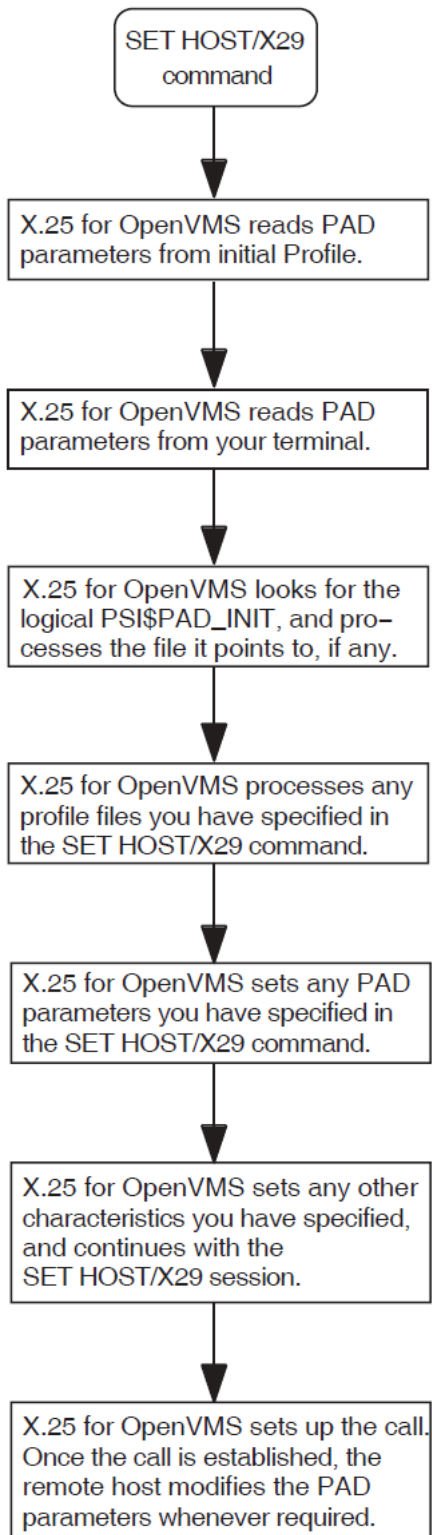 SET HOST/X29
command
X.25 for OpenVMS reads PAD
parameters from initial Profile.
X.25 for OpenVMS reads PAD
parameters from your terminal.
X.25 for OpenVMS looks for the
logical PSI$PAD_INIT, and pro–
cesses the file it points to, if any.
X.25 for OpenVMS processes any
profile files you have specified in
the SET HOST/X29 command.
X.25 for OpenVMS sets any PAD
parameters you have specified in
the SET HOST/X29 command.
X.25 for OpenVMS sets any other
characteristics you have specified,
and continues with the
SET HOST/X29 session.
X.25 for OpenVMS sets up the call.
Once the call is established, the
remote host modifies the PAD
parameters whenever required.